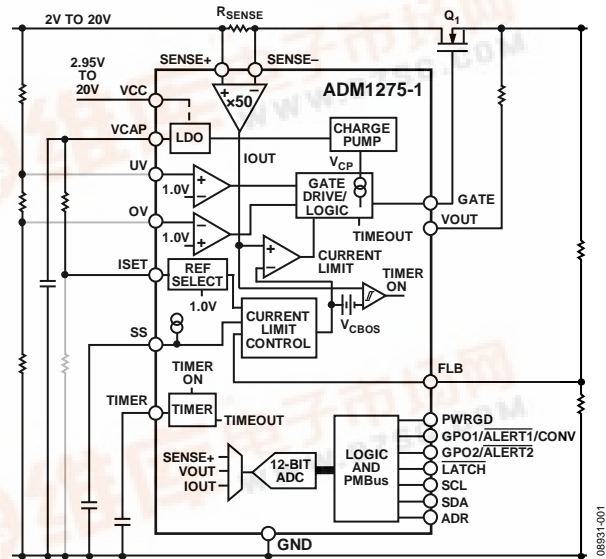 2V TO 20V
RSENSE
Q1
SENSE+
SENSE–
2.95V
TO
20V
VCC
ADM1275-1
+ –
×50
VCAP
LDO
CHARGE
PUMP
IOUT
VCP
UV
1.0V
+
–
GATE
DRIVE/
LOGIC
GATE
VOUT
OV
–
+
1.0V
TIMEOUT
+
–
CURRENT
LIMIT
ISET
REF
SELECT
1.0V
TIMER
ON
CURRENT
LIMIT
CONTROL
VCBOS
SS
TIMER
ON
FLB
TIMER
TIMER
TIMEOUT
PWRGD
GPO1/ALERT1/CONV
GPO2/ALERT2
LATCH
SCL
SDA
ADR
SENSE+
VOUT
IOUT
12-BIT
ADC
LOGIC
AND
PMBus
GND
08931-001